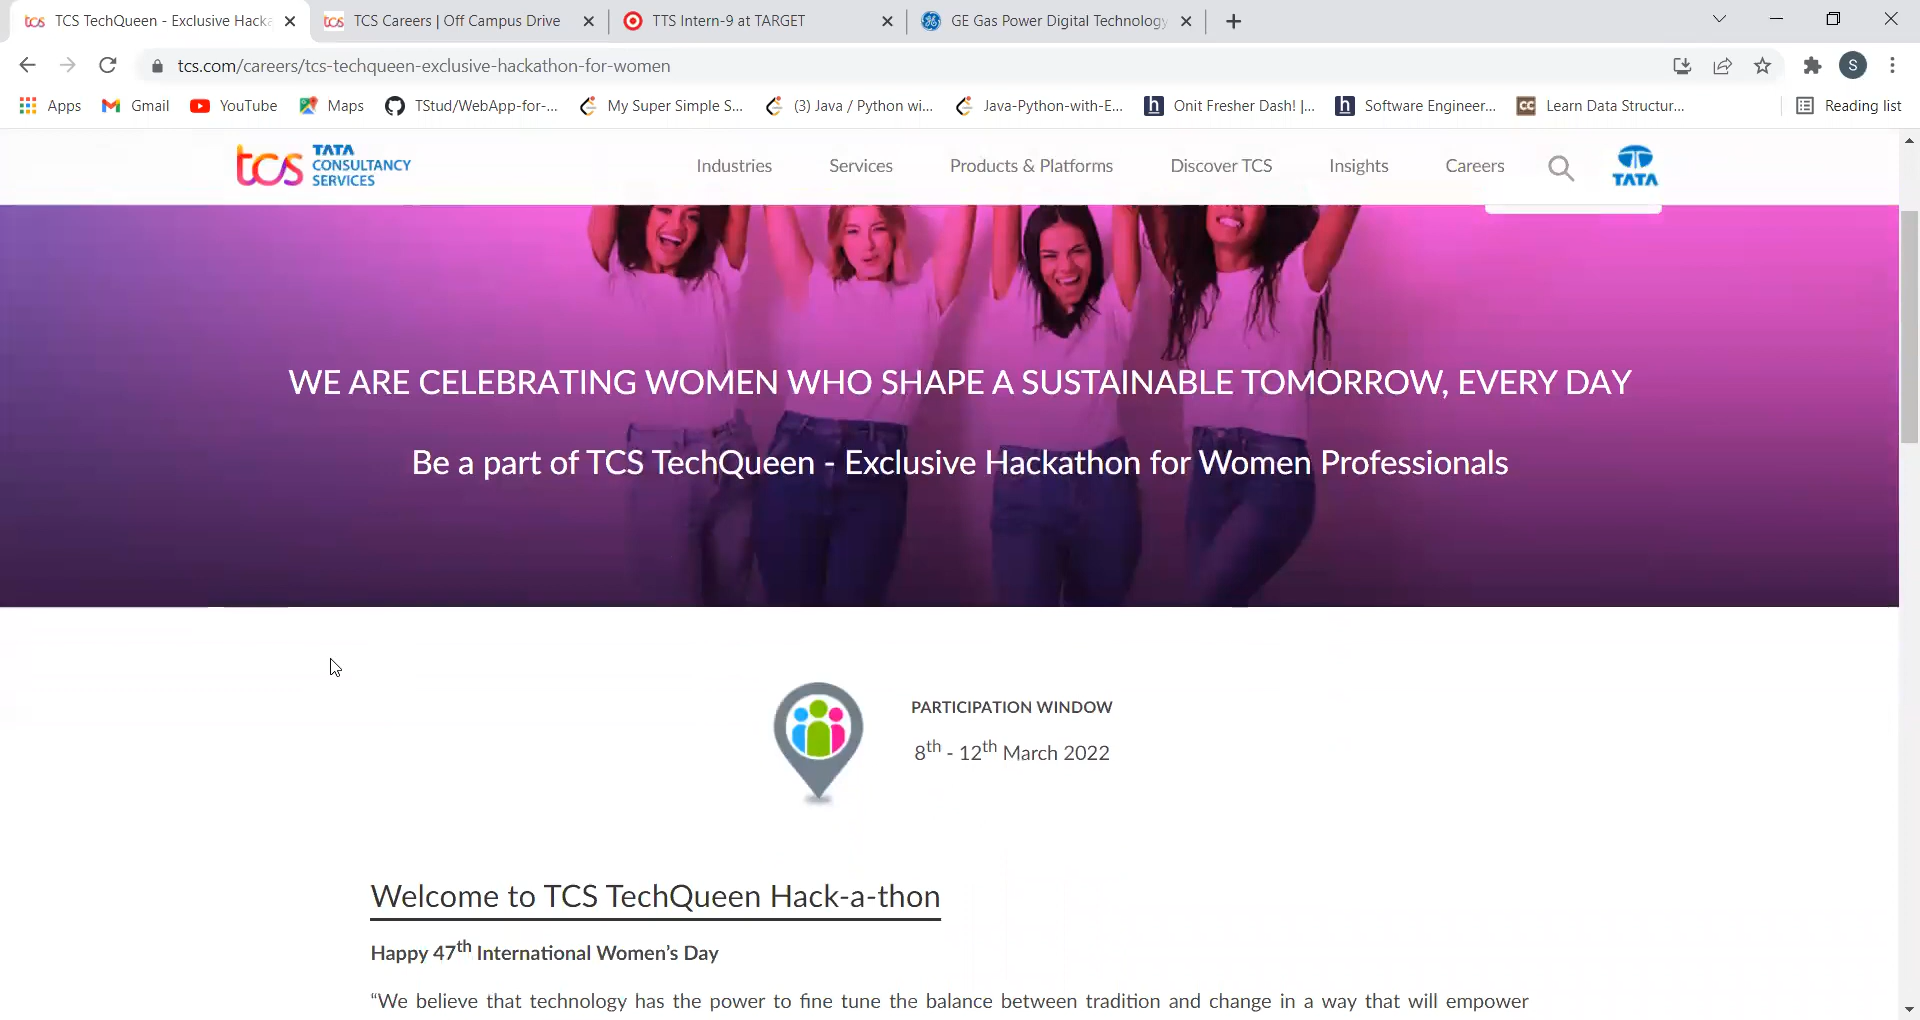 TCS TechQueen - Exclusive Hacka
TCS Careers | Off Campus Drive
TTS Intern-9 at TARGET
GE Gas Power Digital Technology
tcs.com/careers/tcs-techqueen-exclusive-hackathon-for-women
S
Apps
Gmail
YouTube
Maps
TStud/WebApp-for-...
My Super Simple S...
(3) Java / Python wi...
Java-Python-with-E...
Onit Fresher Dash! |...
Software Engineer...
Learn Data Structur...
Reading list
tcs TATA CONSULTANCY SERVICES
Industries
Services
Products & Platforms
Discover TCS
Insights
Careers
TATA
WE ARE CELEBRATING WOMEN WHO SHAPE A SUSTAINABLE TOMORROW, EVERY DAY
Be a part of TCS TechQueen - Exclusive Hackathon for Women Professionals
PARTICIPATION WINDOW
8th - 12th March 2022
Welcome to TCS TechQueen Hack-a-thon
Happy 47th International Women’s Day
“We believe that technology has the power to fine tune the balance between tradition and change in a way that will empower